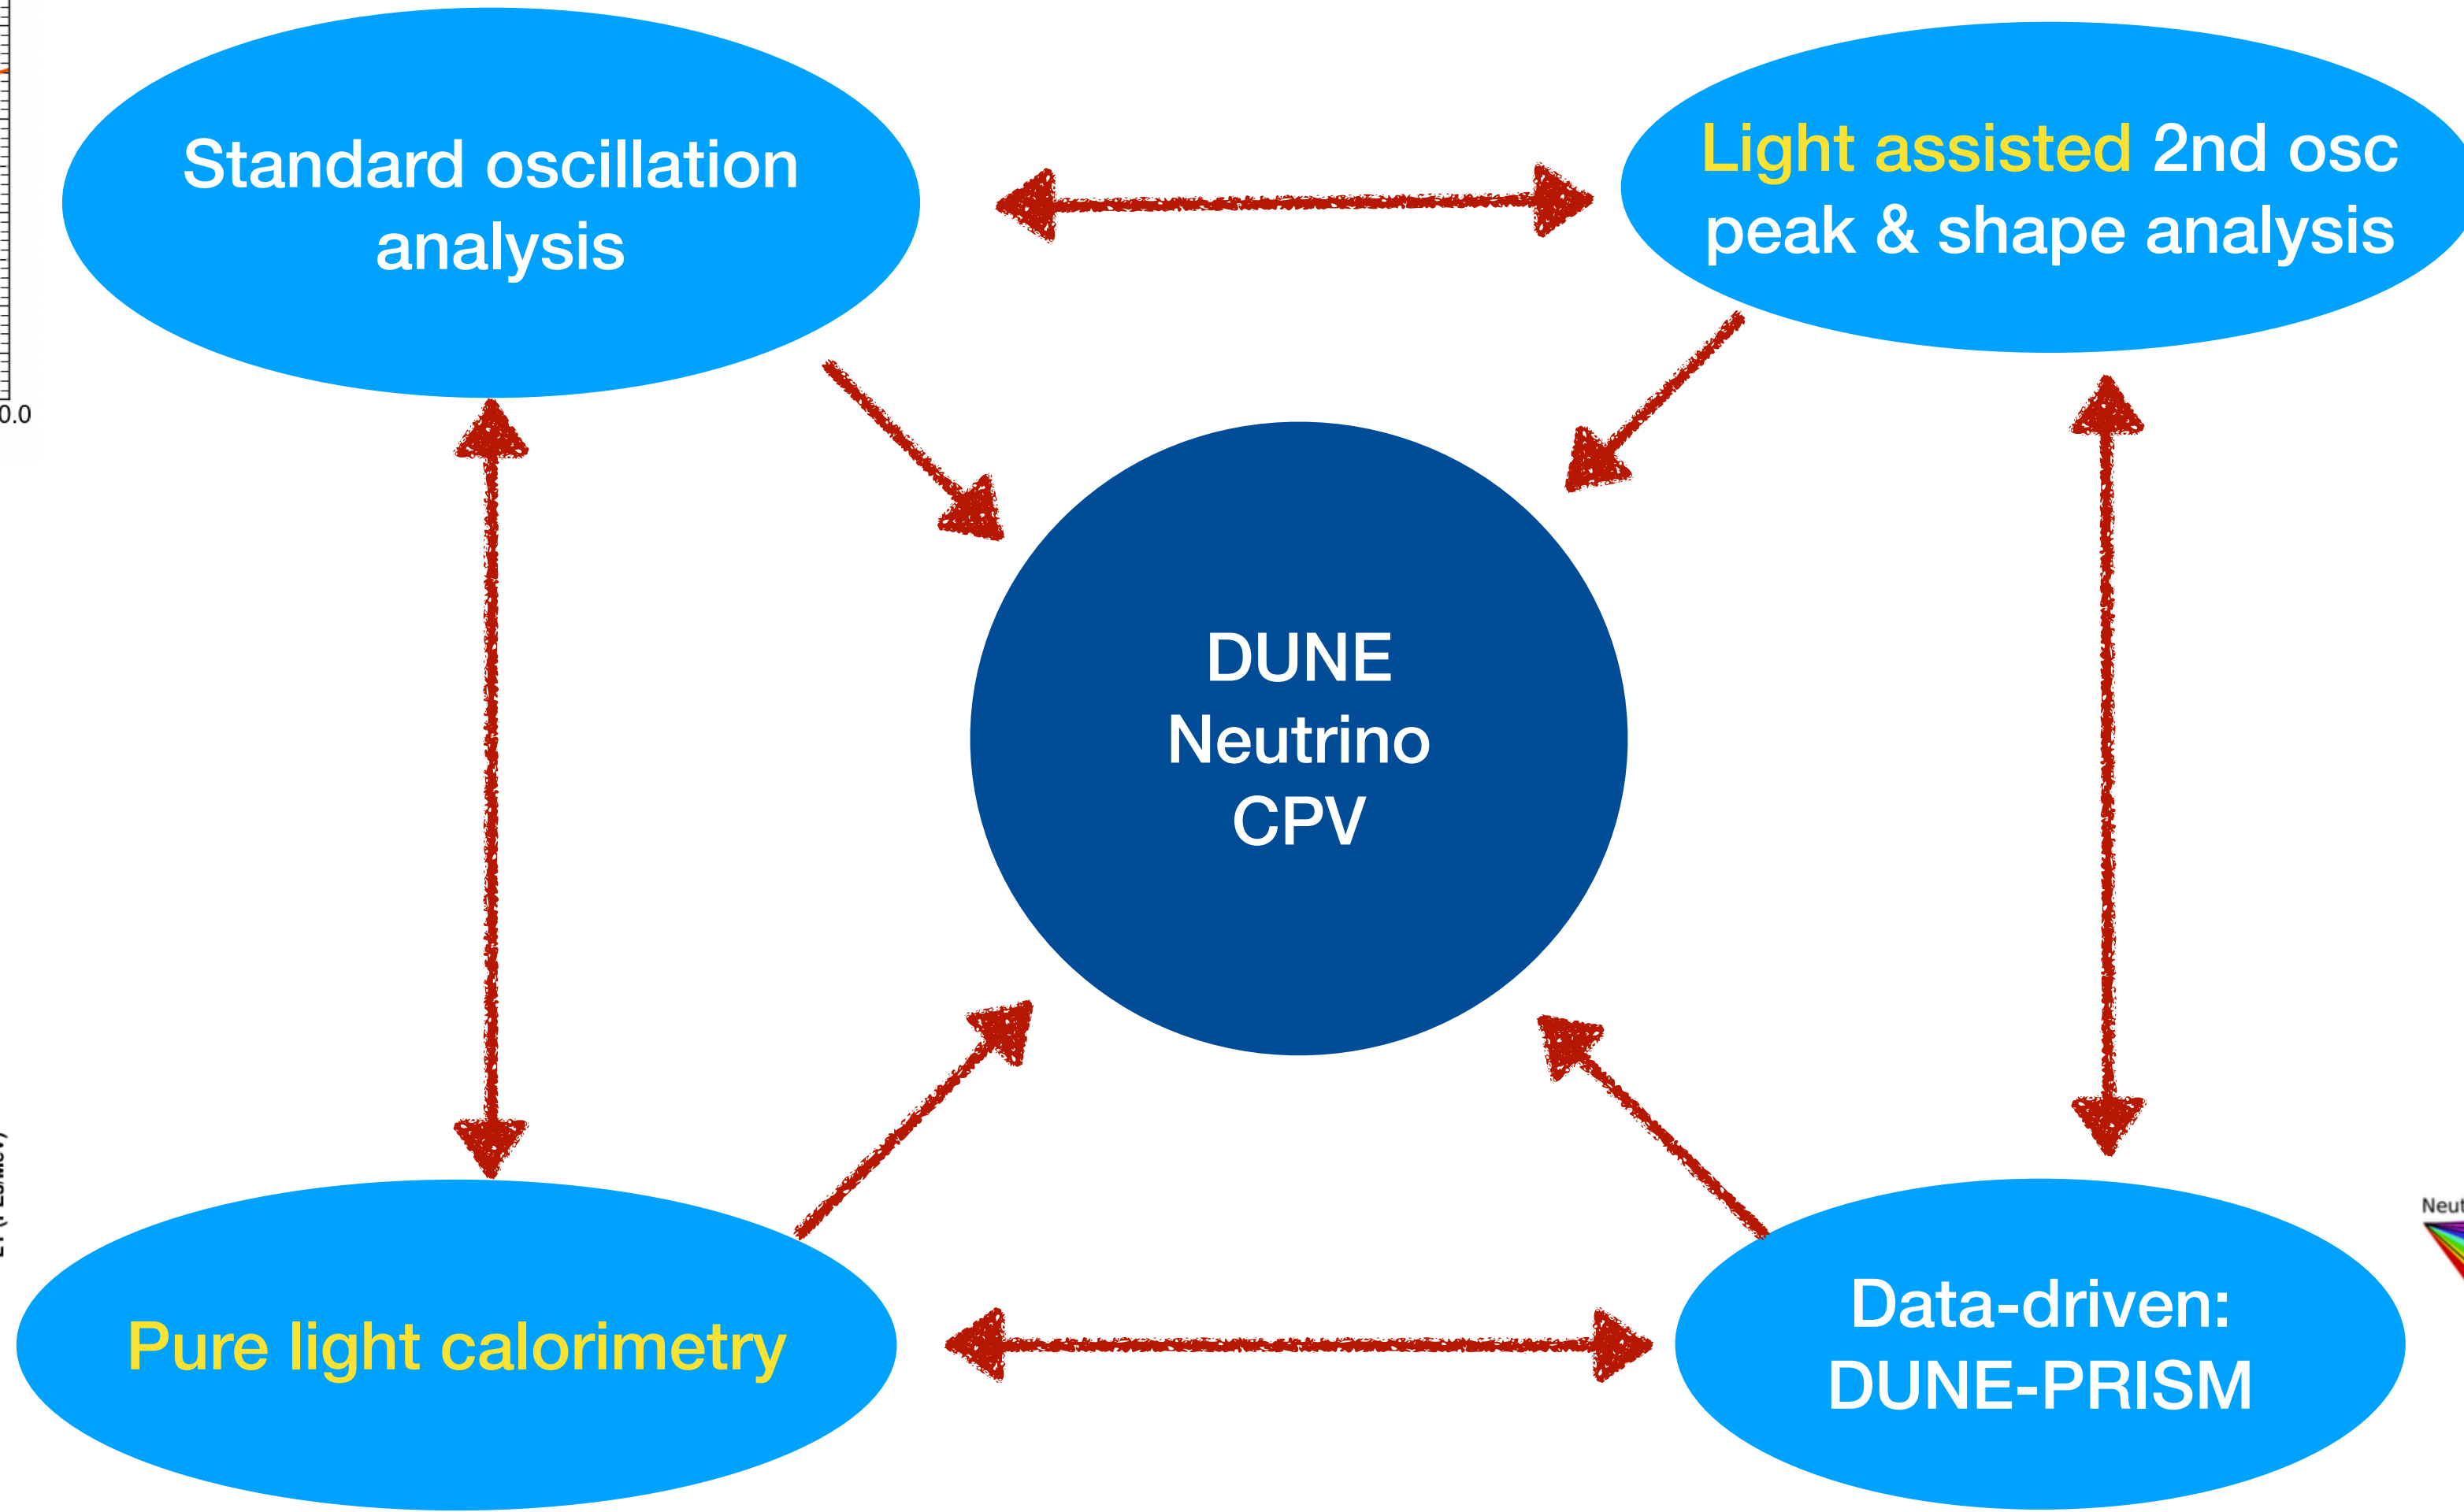 Standard oscillation
analysis
Light assisted 2nd osc
peak & shape analysis
0.0
DUNE
Neutrino
CPV
Pure light calorimetry
Data-driven:
DUNE-PRISM
Neut